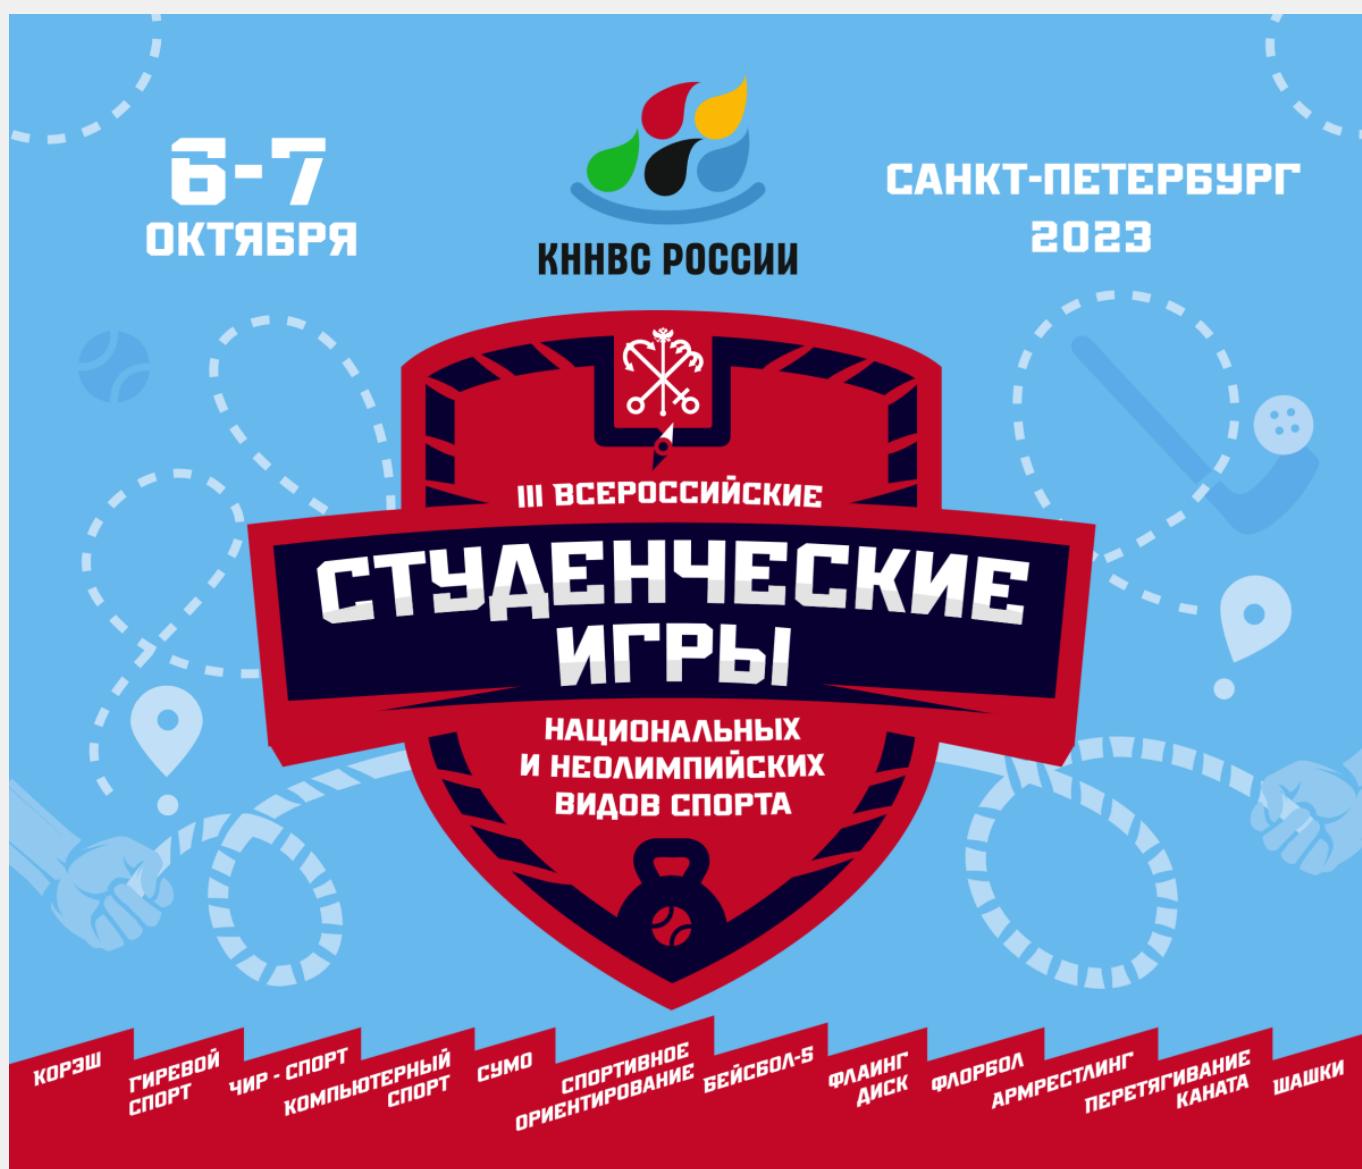 6-7
ОКТЯБРЯ
КННВС РОССИИ
САНКТ-ПЕТЕРБУРГ
2023
III ВСЕРОССИЙСКИЕ
СТУДЕНЧЕСКИЕ
ИГРЫ
НАЦИОНАЛЬНЫХ
И НЕОЛИМПИЙСКИХ
ВИДОВ СПОРТА
КОРЭШ
ГИРЕВОЙ
СПОРТ
ЧИР - СПОРТ
КОМПЬЮТЕРНЫЙ
СПОРТ
СУМО
СПОРТИВНОЕ
ОРИЕНТИРОВАНИЕ
БЕЙСБОЛ-5
ФЛАИНГ
ДИСК
ФЛОРБОЛ
АРМРЕСТЛИНГ
ПЕРЕТЯГИВАНИЕ
КАНАТА
ШАШКИ